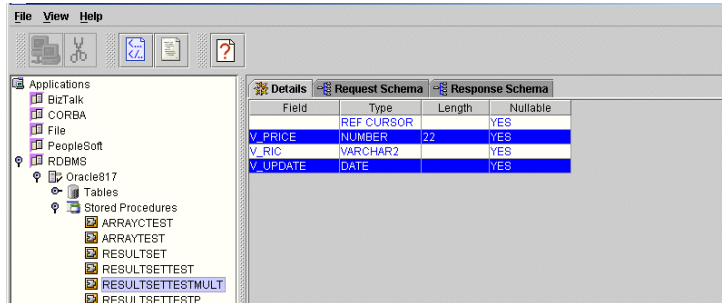 File View Help
Applications
BizTalk
CORBA
File
PeopleSoft
RDBMS
Oracle817
Tables
Stored Procedures
ARRAYCTEST
ARRAYTEST
RESULTSET
RESULTSETTEST
RESULTSETTESTMULT
RESULTSETTESTP
Details Request Schema Response Schema
Field Type Length Nullable
REF CURSOR YES
V_PRICE NUMBER 22 YES
V_RIC VARCHAR2 YES
V_UPDATE DATE YES